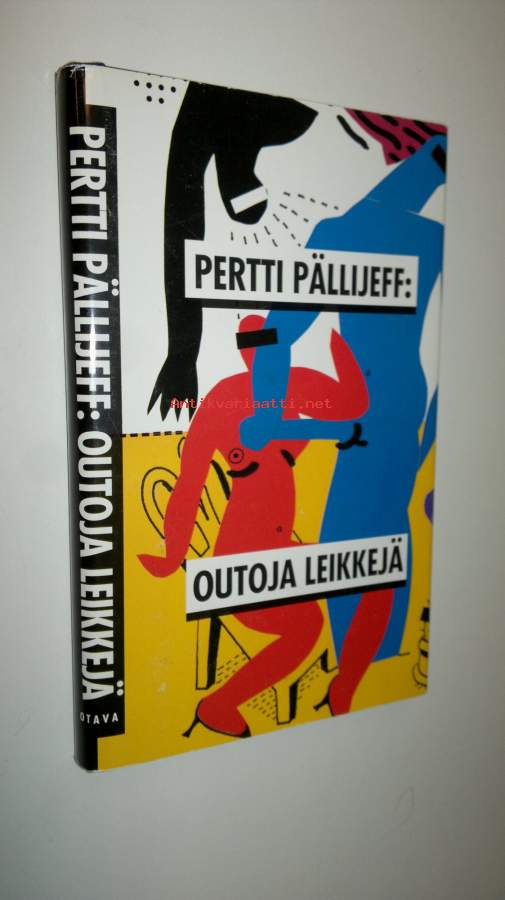 PERTTI PÄLLIJEFF: OUTOJA LEIKKEJÄ
OTAVA
PERTTI PÄLLIJEFF:
Antikvariaatti.net
OUTOJA LEIKKEJÄ